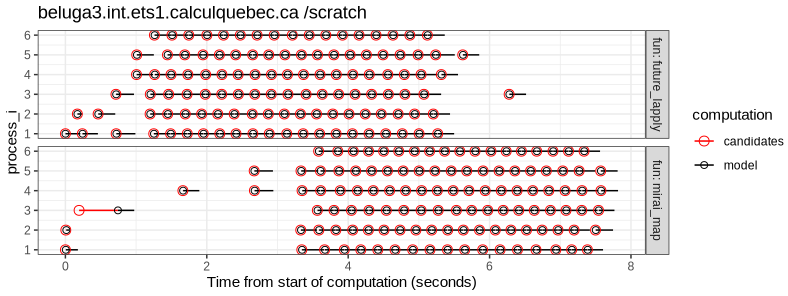 beluga3.int.ets1.calculquebec.ca /scratch
process_i
6
5
4
3
2
1
fun: future_lapply
6
5
4
3
2
1
fun: mirai_map
0
2
4
6
8
Time from start of computation (seconds)
computation
candidates
model